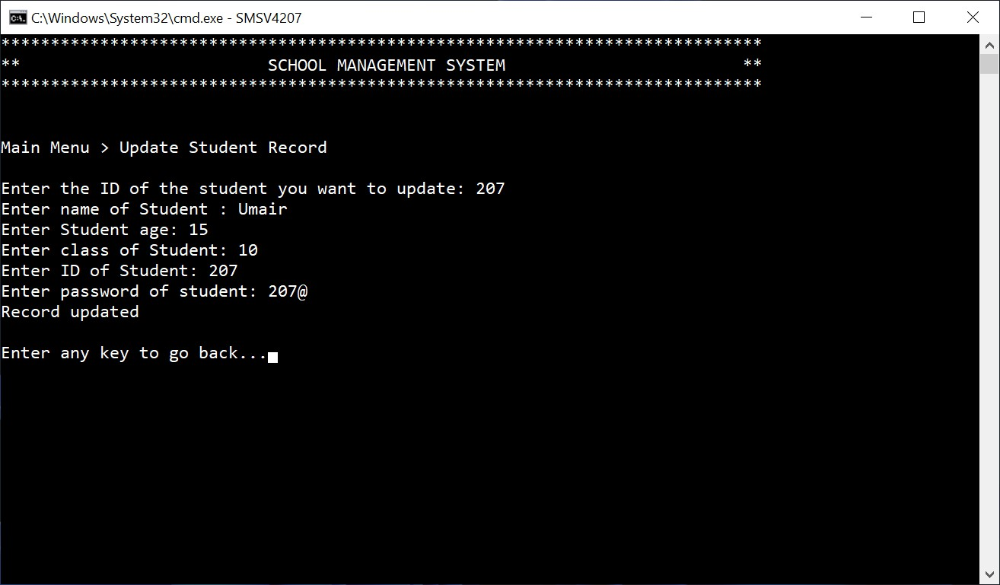 C:\Windows\System32\cmd.exe - SMSV4207
*****************************************************************************
** SCHOOL MANAGEMENT SYSTEM **
*****************************************************************************
Main Menu > Update Student Record
Enter the ID of the student you want to update: 207
Enter name of Student : Umair
Enter Student age: 15
Enter class of Student: 10
Enter ID of Student: 207
Enter password of student: 207@
Record updated
Enter any key to go back...